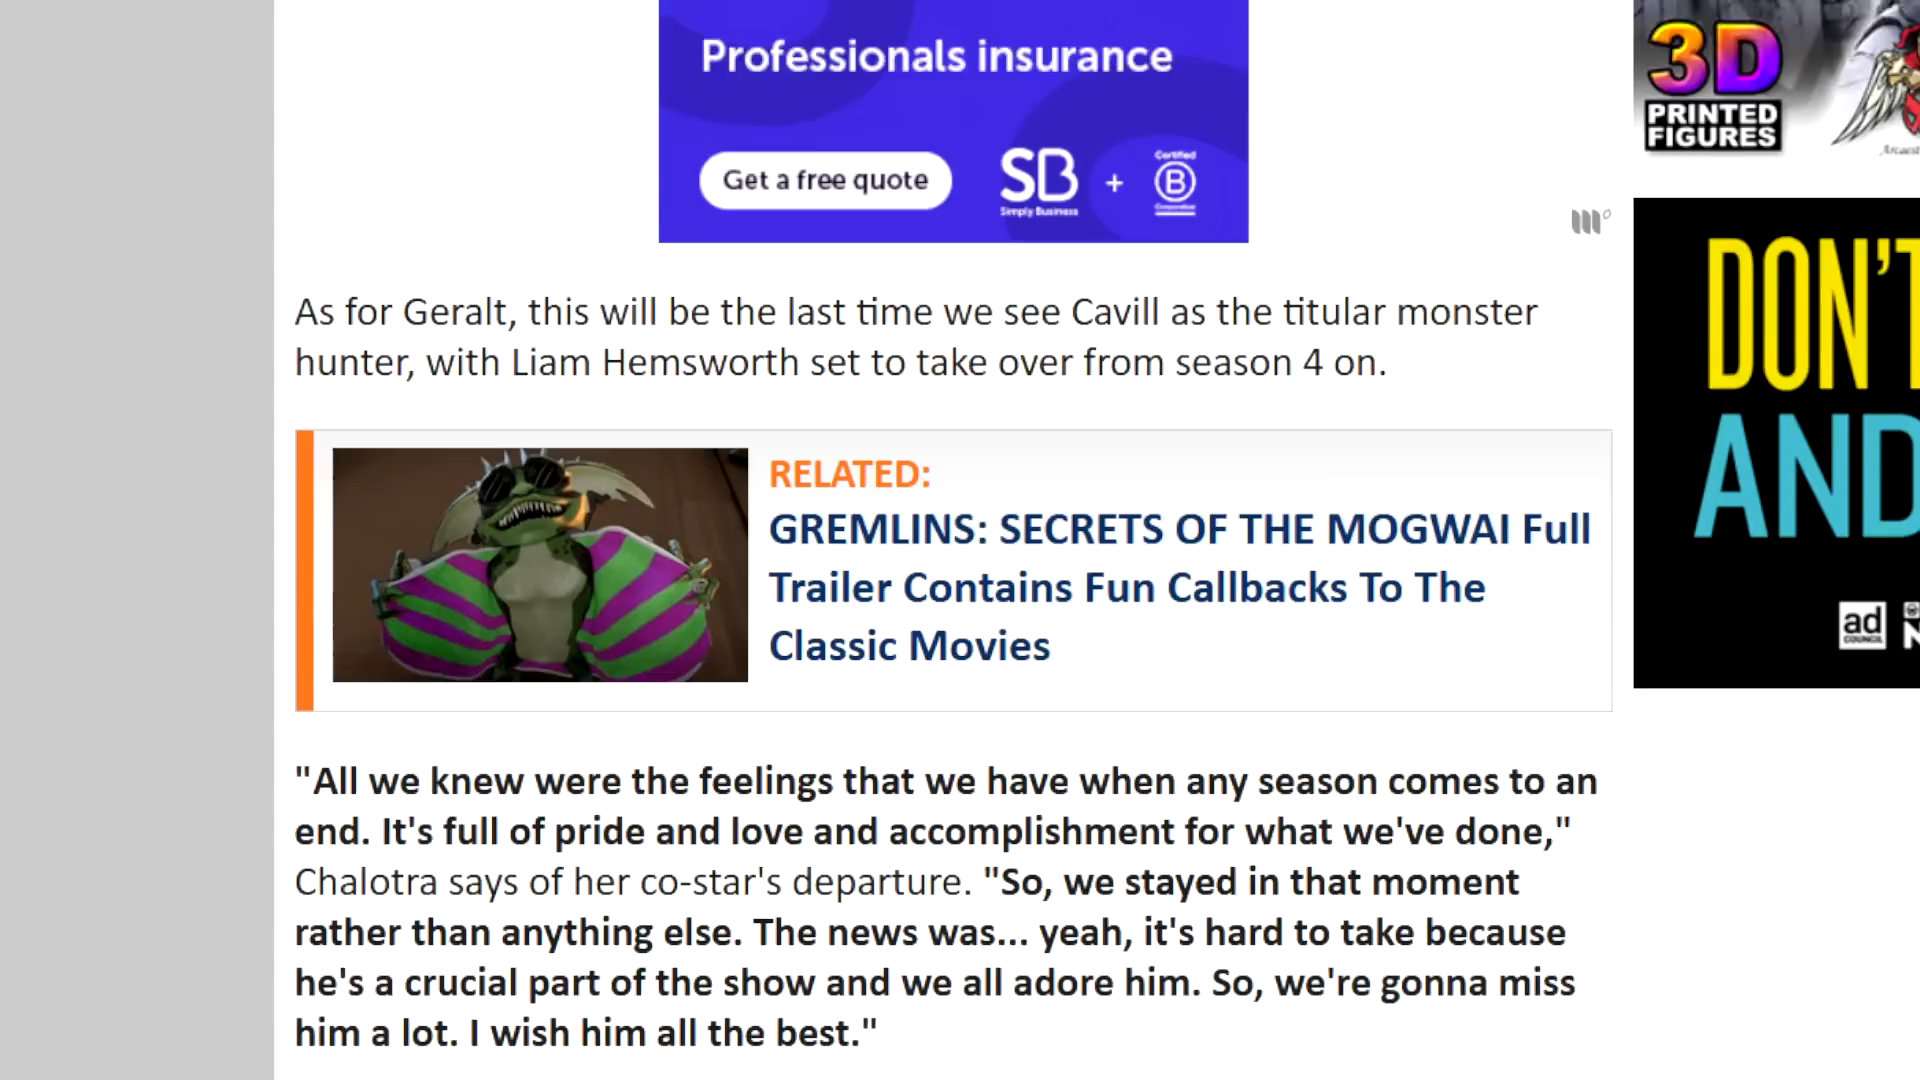 Professionals insurance
Get a free quote
SB
Simply Business
+
Certified
B
Corporation
3D
PRINTED
FIGURES
DON'T
AND
ad
COUNCIL
As for Geralt, this will be the last time we see Cavill as the titular monster
hunter, with Liam Hemsworth set to take over from season 4 on.
RELATED:
GREMLINS: SECRETS OF THE MOGWAI Full
Trailer Contains Fun Callbacks To The
Classic Movies
"All we knew were the feelings that we have when any season comes to an
end. It's full of pride and love and accomplishment for what we've done,"
Chalotra says of her co-star's departure. "So, we stayed in that moment
rather than anything else. The news was... yeah, it's hard to take because
he's a crucial part of the show and we all adore him. So, we're gonna miss
him a lot. I wish him all the best."